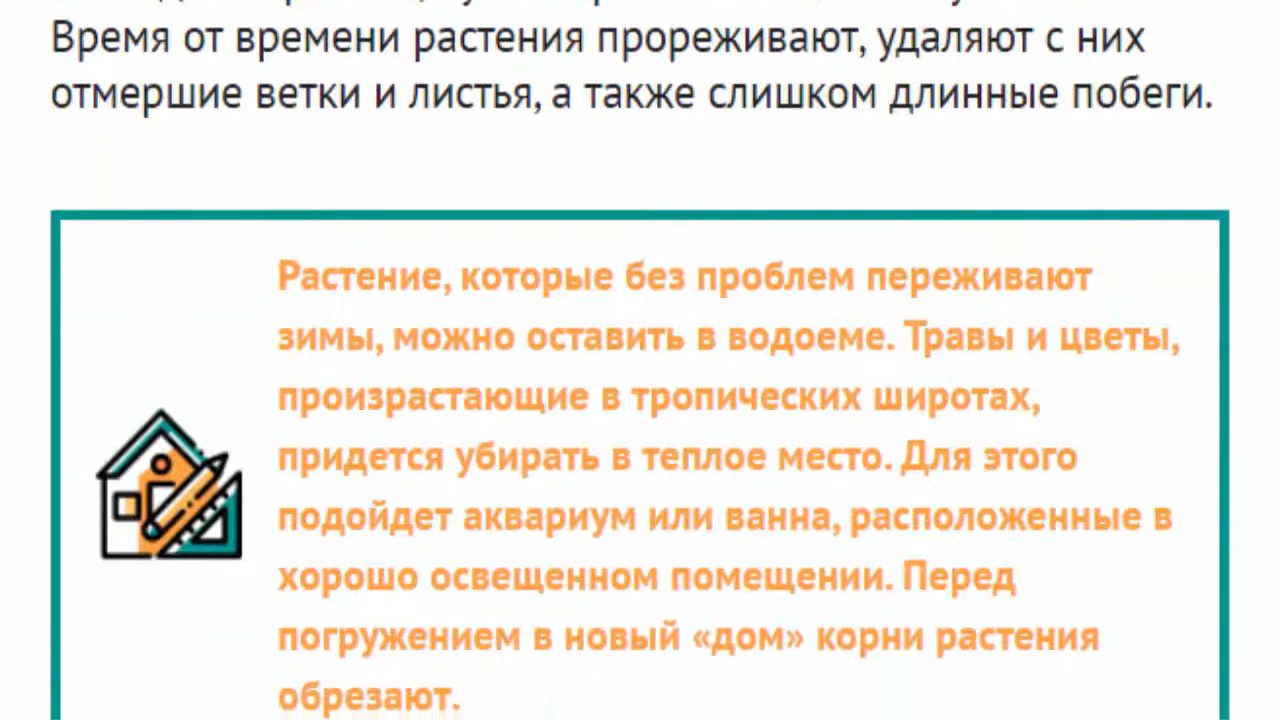 Время от времени растения прореживают, удаляют с них
отмершие ветки и листья, а также слишком длинные побеги.
Растение, которые без проблем переживают
зимы, можно оставить в водоеме. Травы и цветы,
произрастающие в тропических широтах,
придется убирать в теплое место. Для этого
подойдет аквариум или ванна, расположенные в
хорошо освещенном помещении. Перед
погружением в новый «дом» корни растения
обрезают.